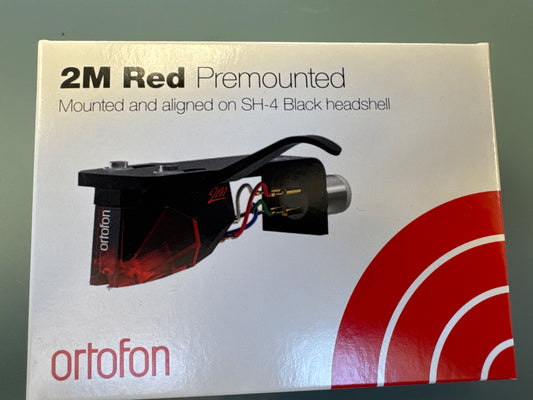 2M Red Premounted
Mounted and aligned on SH-4 Black headshell
2M
ortofon
ortofon